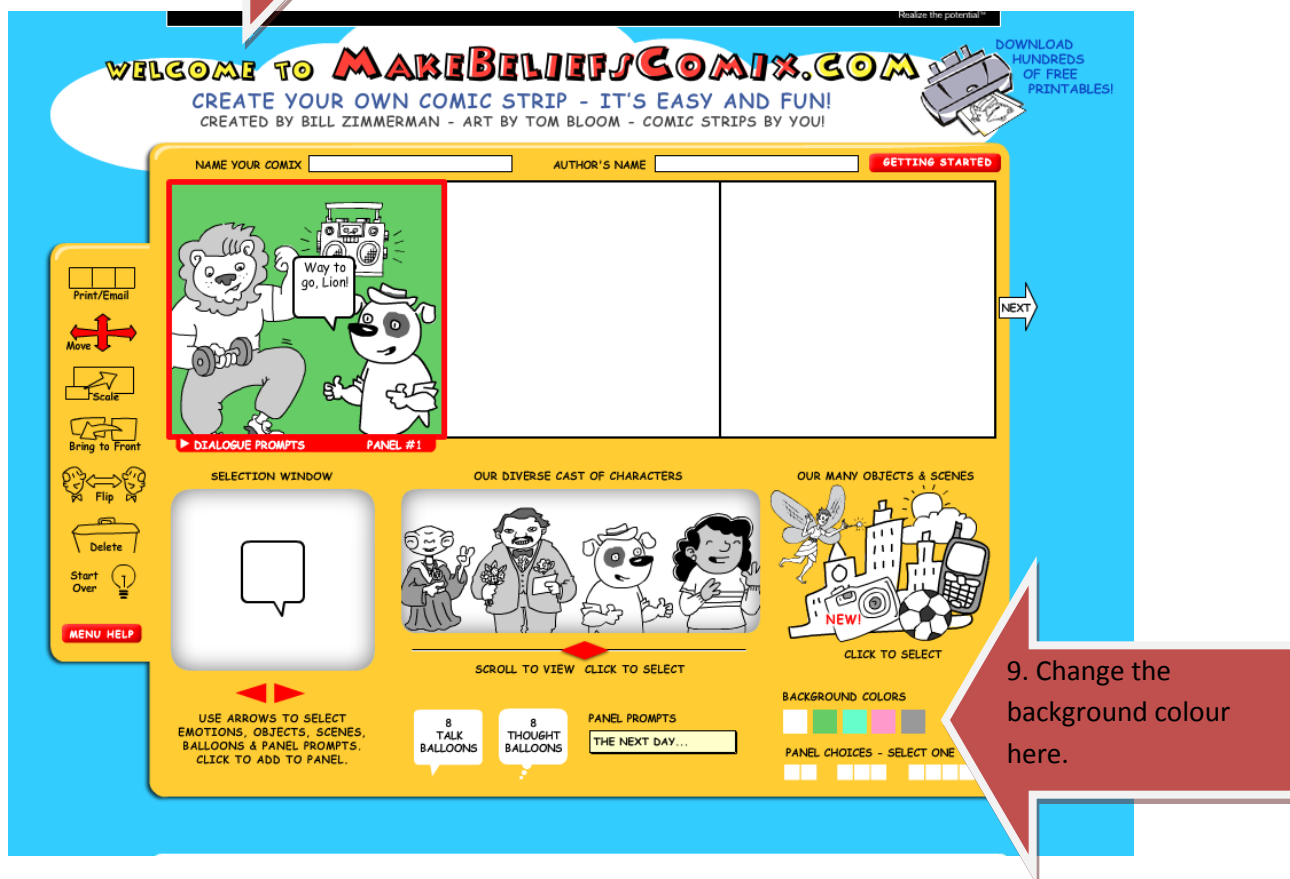 Realize the potential™
WELCOME TO MAKEBELIEFSCOMIX.COM
DOWNLOAD
HUNDREDS
OF FREE
PRINTABLES!
CREATE YOUR OWN COMIC STRIP - IT'S EASY AND FUN!
CREATED BY BILL ZIMMERMAN - ART BY TOM BLOOM - COMIC STRIPS BY YOU!
NAME YOUR COMIX
AUTHOR'S NAME
GETTING STARTED
Way to
go, Lion!
Print/Email
Move
Scale
Bring to Front
Flip
Delete
Start
Over
MENU HELP
NEXT
DIALOGUE PROMPTS
PANEL #1
SELECTION WINDOW
OUR DIVERSE CAST OF CHARACTERS
OUR MANY OBJECTS & SCENES
NEW!
CLICK TO SELECT
SCROLL TO VIEW CLICK TO SELECT
USE ARROWS TO SELECT
EMOTIONS, OBJECTS, SCENES,
BALLOONS & PANEL PROMPTS.
CLICK TO ADD TO PANEL.
8
TALK
BALLOONS
8
THOUGHT
BALLOONS
PANEL PROMPTS
THE NEXT DAY...
BACKGROUND COLORS
PANEL CHOICES - SELECT ONE
9. Change the
background colour
here.